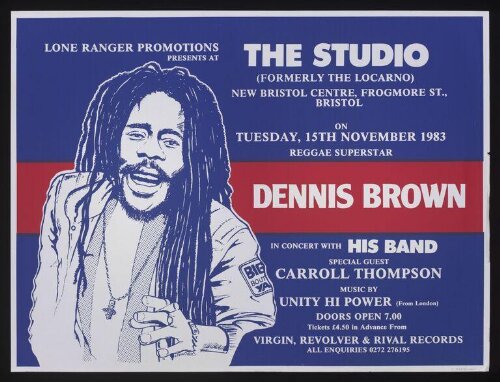 LONE RANGER PROMOTIONS
PRESENTS AT
THE STUDIO
(FORMERLY THE LOCARNO)
NEW BRISTOL CENTRE, FROGMORE ST.,
BRISTOL
ON
TUESDAY, 15TH NOVEMBER 1983
REGGAE SUPERSTAR
DENNIS BROWN
IN CONCERT WITH HIS BAND
SPECIAL GUEST
CARROLL THOMPSON
MUSIC BY
UNITY HI POWER (From London)
DOORS OPEN 7.00
Tickets £4.50 in Advance From
VIRGIN, REVOLVER & RIVAL RECORDS
ALL ENQUIRIES 0272 276195